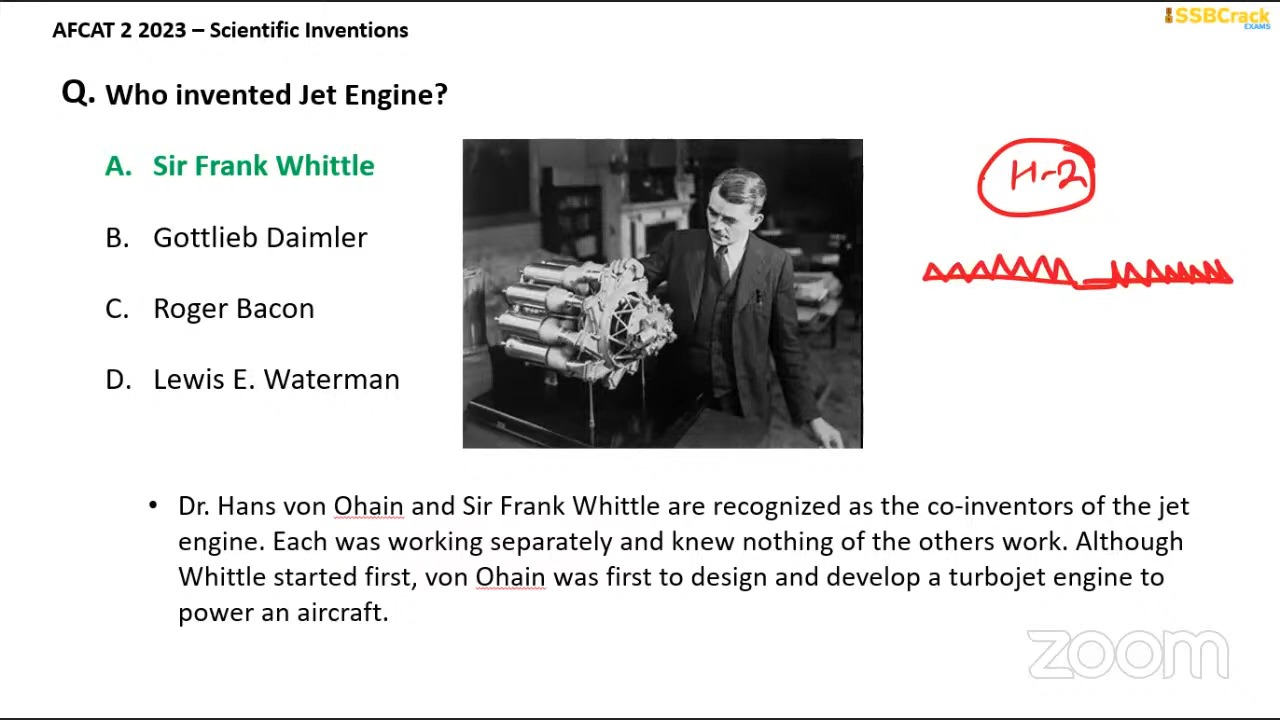 AFCAT 2 2023 – Scientific Inventions
SSBCrack
EXAMS
Q. Who invented Jet Engine?
A. Sir Frank Whittle
H-2
B. Gottlieb Daimler
C. Roger Bacon
D. Lewis E. Waterman
• Dr. Hans von Ohain and Sir Frank Whittle are recognized as the co-inventors of the jet
engine. Each was working separately and knew nothing of the others work. Although
Whittle started first, von Ohain was first to design and develop a turbojet engine to
power an aircraft.
zoom